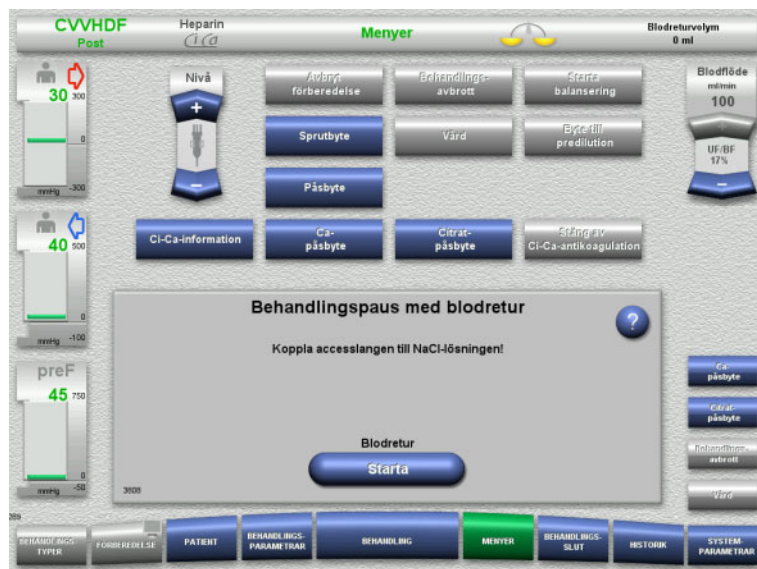 CVVHDF
Post
Heparin
Menyer
Blodreturvolym
0 ml
30
300
0
-300
mmHg
Nivå
+
−
Avbryt
förberedelse
Behandlings-
avbrott
Starta
balansering
Sprutbyte
Vård
Byte till
predilution
Påsbyte
Blodflöde
ml/min
100
+
UF/BF
17%
−
40
500
0
-100
mmHg
Ci-Ca-information
Ca-
påsbyte
Citrat-
påsbyte
Stäng av
Ci-Ca-antikoagulation
Behandlingspaus med blodretur
?
Koppla accesslangen till NaCl-lösningen!
Blodretur
Starta
3608
preF
45
750
0
-50
mmHg
Ca-
påsbyte
Citrat-
påsbyte
Behandlings-
avbrott
Vård
BEHANDLINGS-
TYPER
FÖRBEREDELSE
PATIENT
BEHANDLINGS-
PARAMETRAR
BEHANDLING
MENYER
BEHANDLINGS-
SLUT
HISTORIK
SYSTEM-
PARAMETRAR